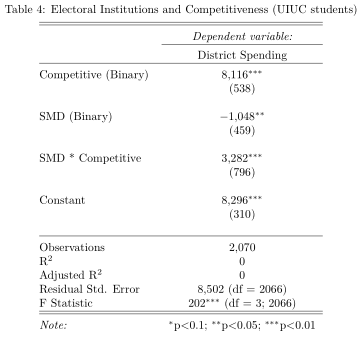 Table 4: Electoral Institutions and Competitiveness (UIUC students)
Dependent variable:
District Spending
Competitive (Binary) 8,116***
(538)
SMD (Binary) −1,048**
(459)
SMD * Competitive 3,282***
(796)
Constant 8,296***
(310)
Observations 2,070
R² 0
Adjusted R² 0
Residual Std. Error 8,502 (df = 2066)
F Statistic 202*** (df = 3; 2066)
Note: *p<0.1; **p<0.05; ***p<0.01